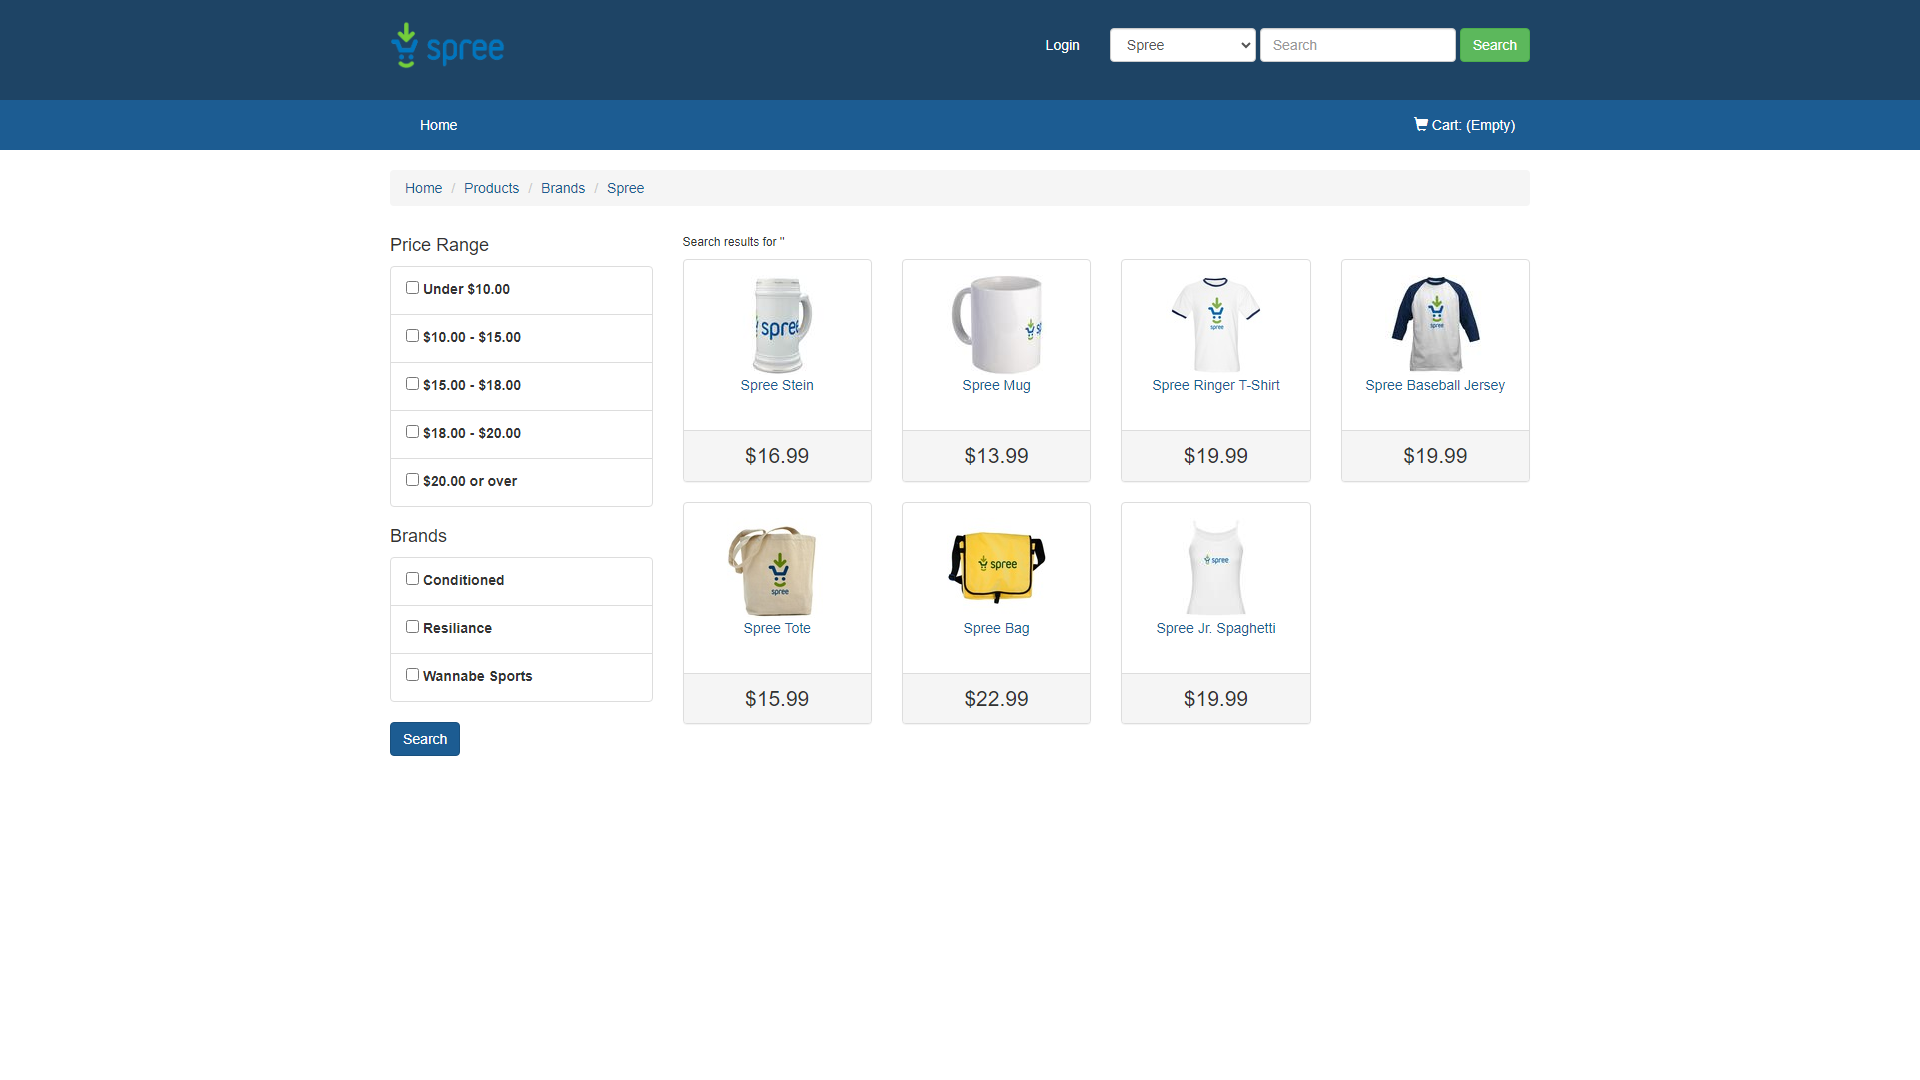 spree
Login
Spree
Search
Search
Home
Cart: (Empty)
Home / Products / Brands / Spree
Price Range
Under $10.00
$10.00 - $15.00
$15.00 - $18.00
$18.00 - $20.00
$20.00 or over
Brands
Conditioned
Resiliance
Wannabe Sports
Search
Search results for ''
spree
Spree Stein
$16.99
Spree Mug
$13.99
spree
Spree Ringer T-Shirt
$19.99
spree
Spree Baseball Jersey
$19.99
spree
Spree Tote
$15.99
spree
Spree Bag
$22.99
spree
Spree Jr. Spaghetti
$19.99